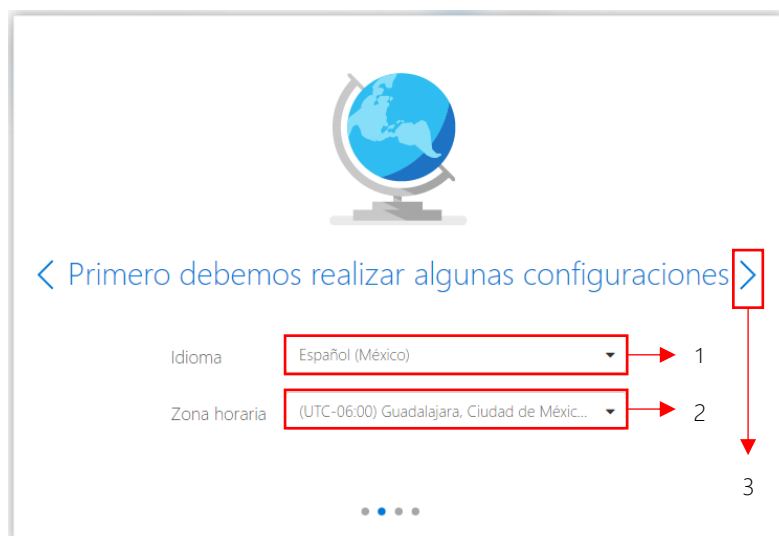 Primero debemos realizar algunas configuraciones
Idioma
Español (México)
1
Zona horaria
(UTC-06:00) Guadalajara, Ciudad de Méxic...
2
3